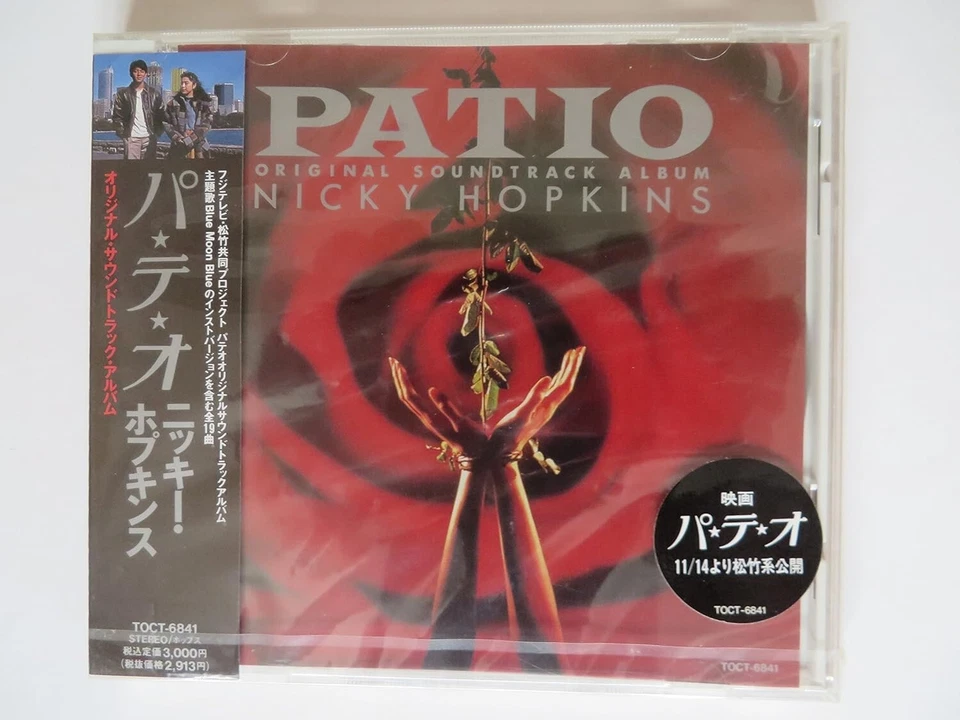 PATIO
ORIGINAL SOUNDTRACK ALBUM
NICKY HOPKINS
フジテレビ・松竹共同プロジェクト パテオオリジナルサウンドトラックアルバム
主題歌Blue Moon Blueのインストバージョンを含む全19曲
パ★テ★オ
ニッキー・
ホプキンス
オリジナル・サウンドトラック・アルバム
TOCT-6841
STEREO/ポップス
税込定価3,000円
(税抜価格2,913円)
映画
パ★テ★オ
11/14より松竹系公開
TOCT-6841
TOCT-6841